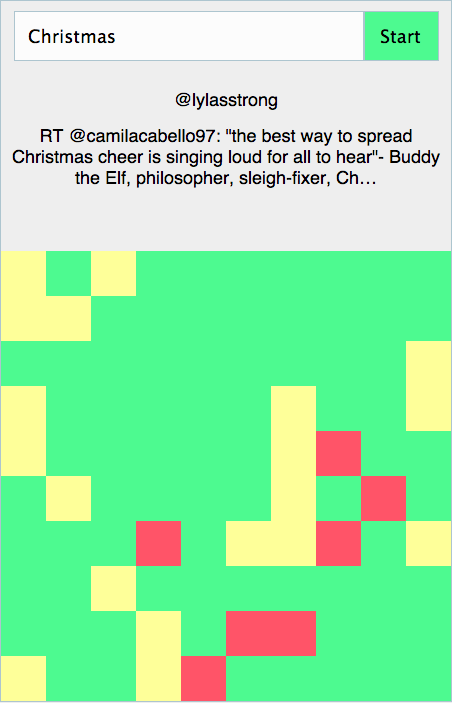 Christmas
Start
@lylasstrong
RT @camilacabello97: "the best way to spread
Christmas cheer is singing loud for all to hear"- Buddy
the Elf, philosopher, sleigh-fixer, Ch…